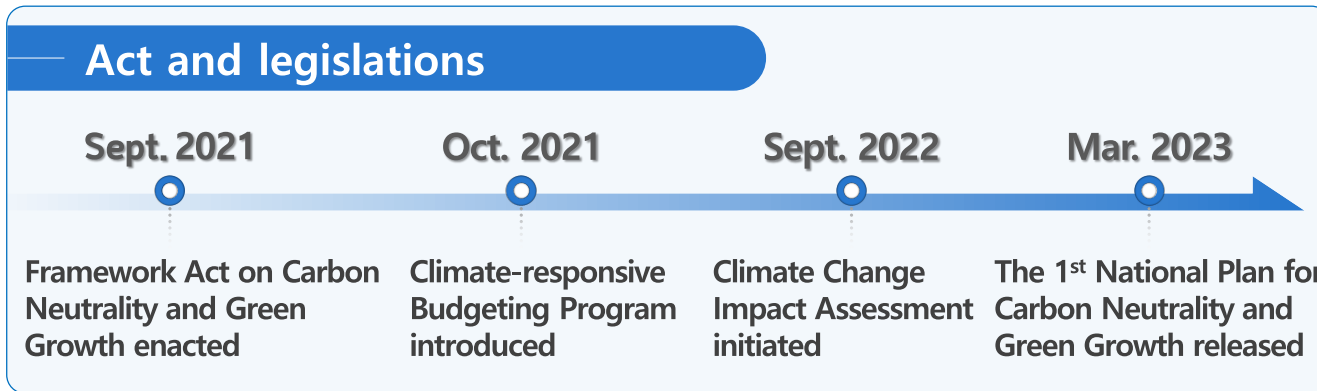 Act and legislations
Sept. 2021
Oct. 2021
Sept. 2022
Mar. 2023
Framework Act on Carbon
Neutrality and Green
Growth enacted
Climate-responsive
Budgeting Program
introduced
Climate Change
Impact Assessment
initiated
The 1st National Plan for
Carbon Neutrality and
Green Growth released